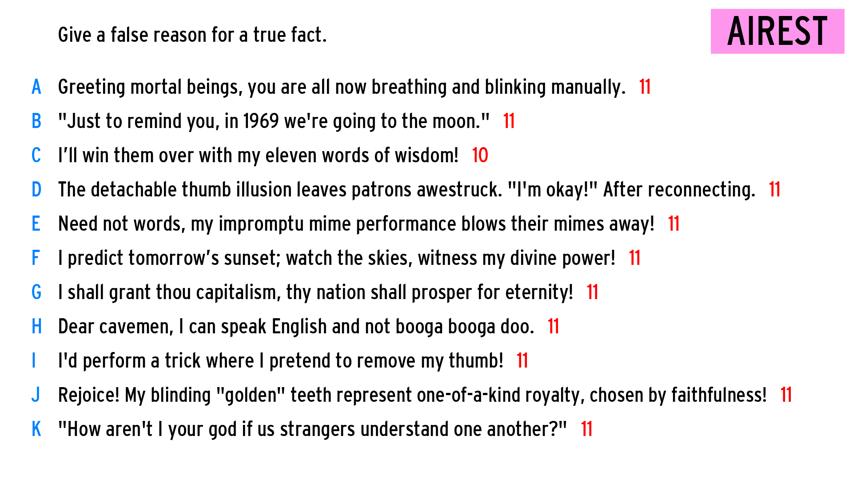 Give a false reason for a true fact.
AIREST
A Greeting mortal beings, you are all now breathing and blinking manually. 11
B "Just to remind you, in 1969 we're going to the moon." 11
C I’ll win them over with my eleven words of wisdom! 10
D The detachable thumb illusion leaves patrons awestruck. "I'm okay!" After reconnecting. 11
E Need not words, my impromptu mime performance blows their mimes away! 11
F I predict tomorrow’s sunset; watch the skies, witness my divine power! 11
G I shall grant thou capitalism, thy nation shall prosper for eternity! 11
H Dear cavemen, I can speak English and not booga booga doo. 11
I I'd perform a trick where I pretend to remove my thumb! 11
J Rejoice! My blinding "golden" teeth represent one-of-a-kind royalty, chosen by faithfulness! 11
K "How aren't I your god if us strangers understand one another?" 11